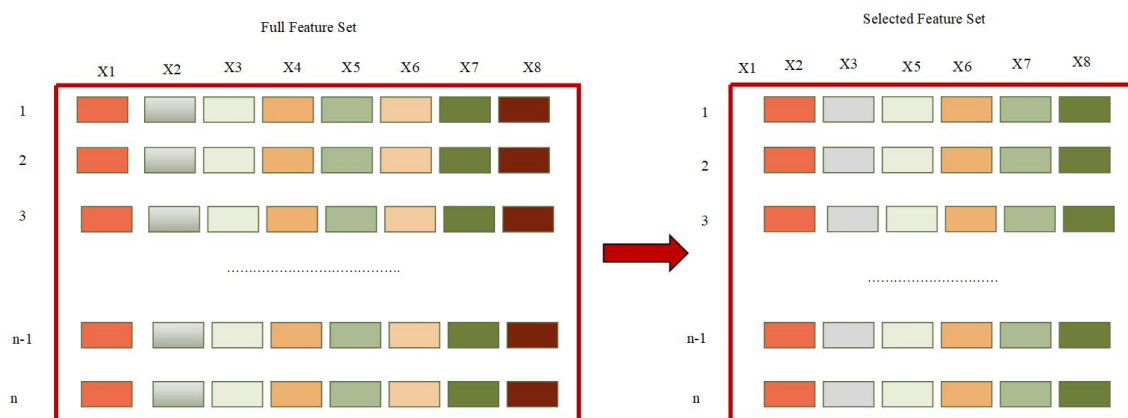 Full Feature Set
X1 X2 X3 X4 X5 X6 X7 X8
1
2
3
........................................
n-1
n
Selected Feature Set
X1 X2 X3 X5 X6 X7 X8
1
2
3
..............................
n-1
n